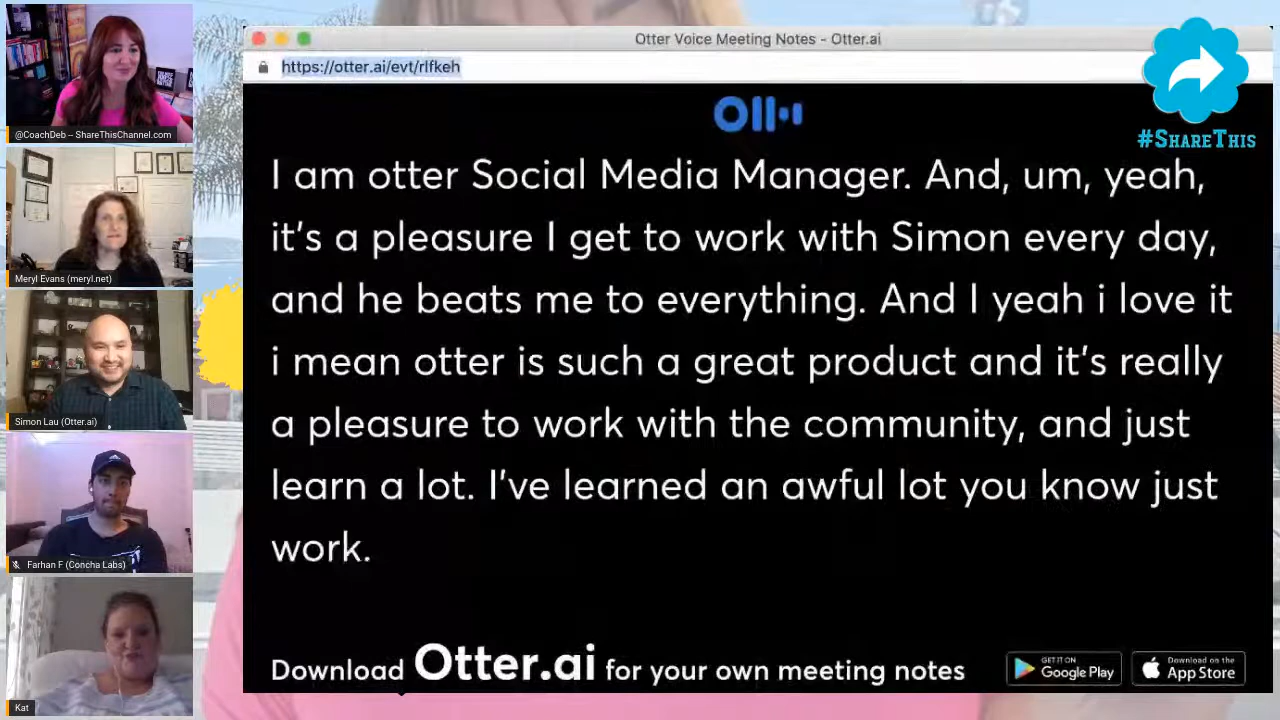 @CoachDeb -- ShareThisChannel.com
Meryl Evans (meryl.net)
Simon Lau (Otter.ai)
Farhan F (Concha Labs)
Kat
Otter Voice Meeting Notes - Otter.ai
https://otter.ai/evt/rlfkeh
#SHARETHIS
I am otter Social Media Manager. And, um, yeah,
it's a pleasure I get to work with Simon every day,
and he beats me to everything. And I yeah i love it
i mean otter is such a great product and it's really
a pleasure to work with the community, and just
learn a lot. I've learned an awful lot you know just
work.
Download Otter.ai for your own meeting notes
GET IT ON
Google Play
Download on the
App Store